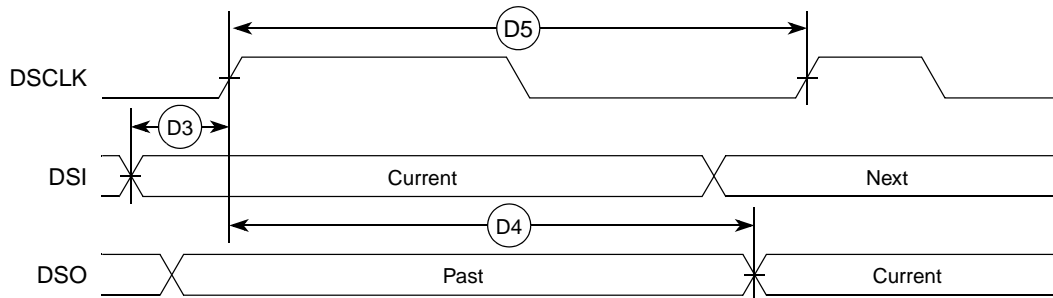 D5
DSCLK
D3
DSI Current Next
D4
DSO Past Current